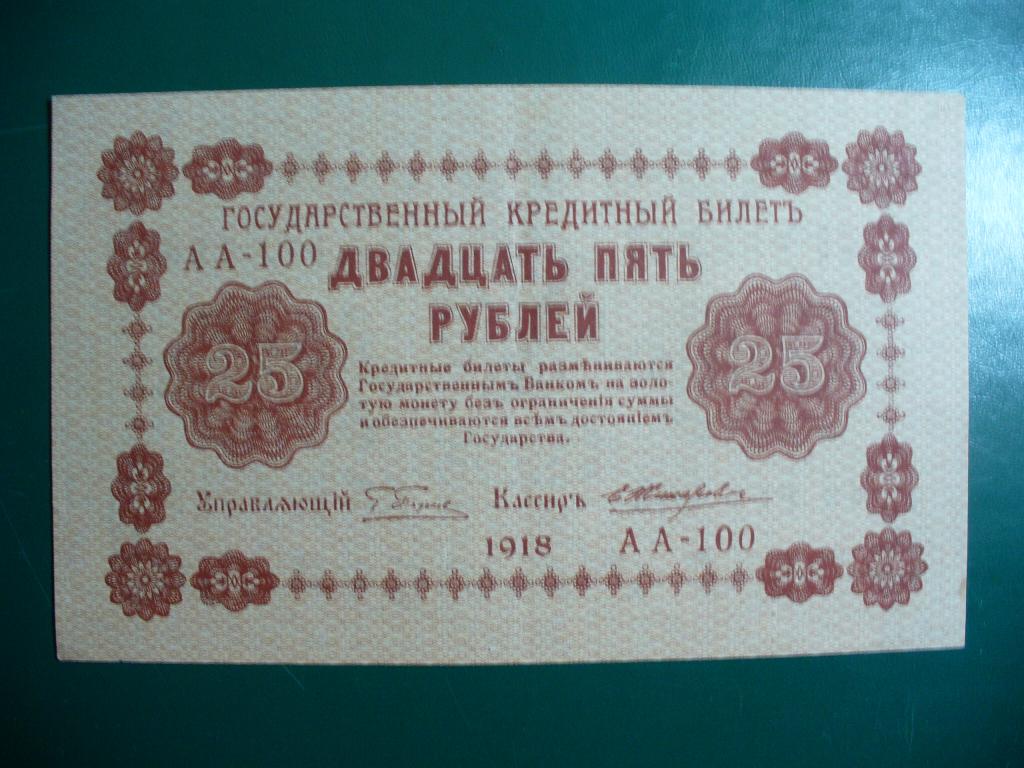 ГОСУДАРСТВЕННЫЙ КРЕДИТНЫЙ БИЛЕТЪ
АА-100
ДВАДЦАТЬ ПЯТЬ
РУБЛЕЙ
25
25
Кредитные билеты размѣниваются
Государственнымъ Банкомъ на золо-
тую монету безъ ограниченія суммы
и обезпечиваются всѣмъ достояніемъ
Государства.
Управляющій
Кассиръ
1918
АА-100